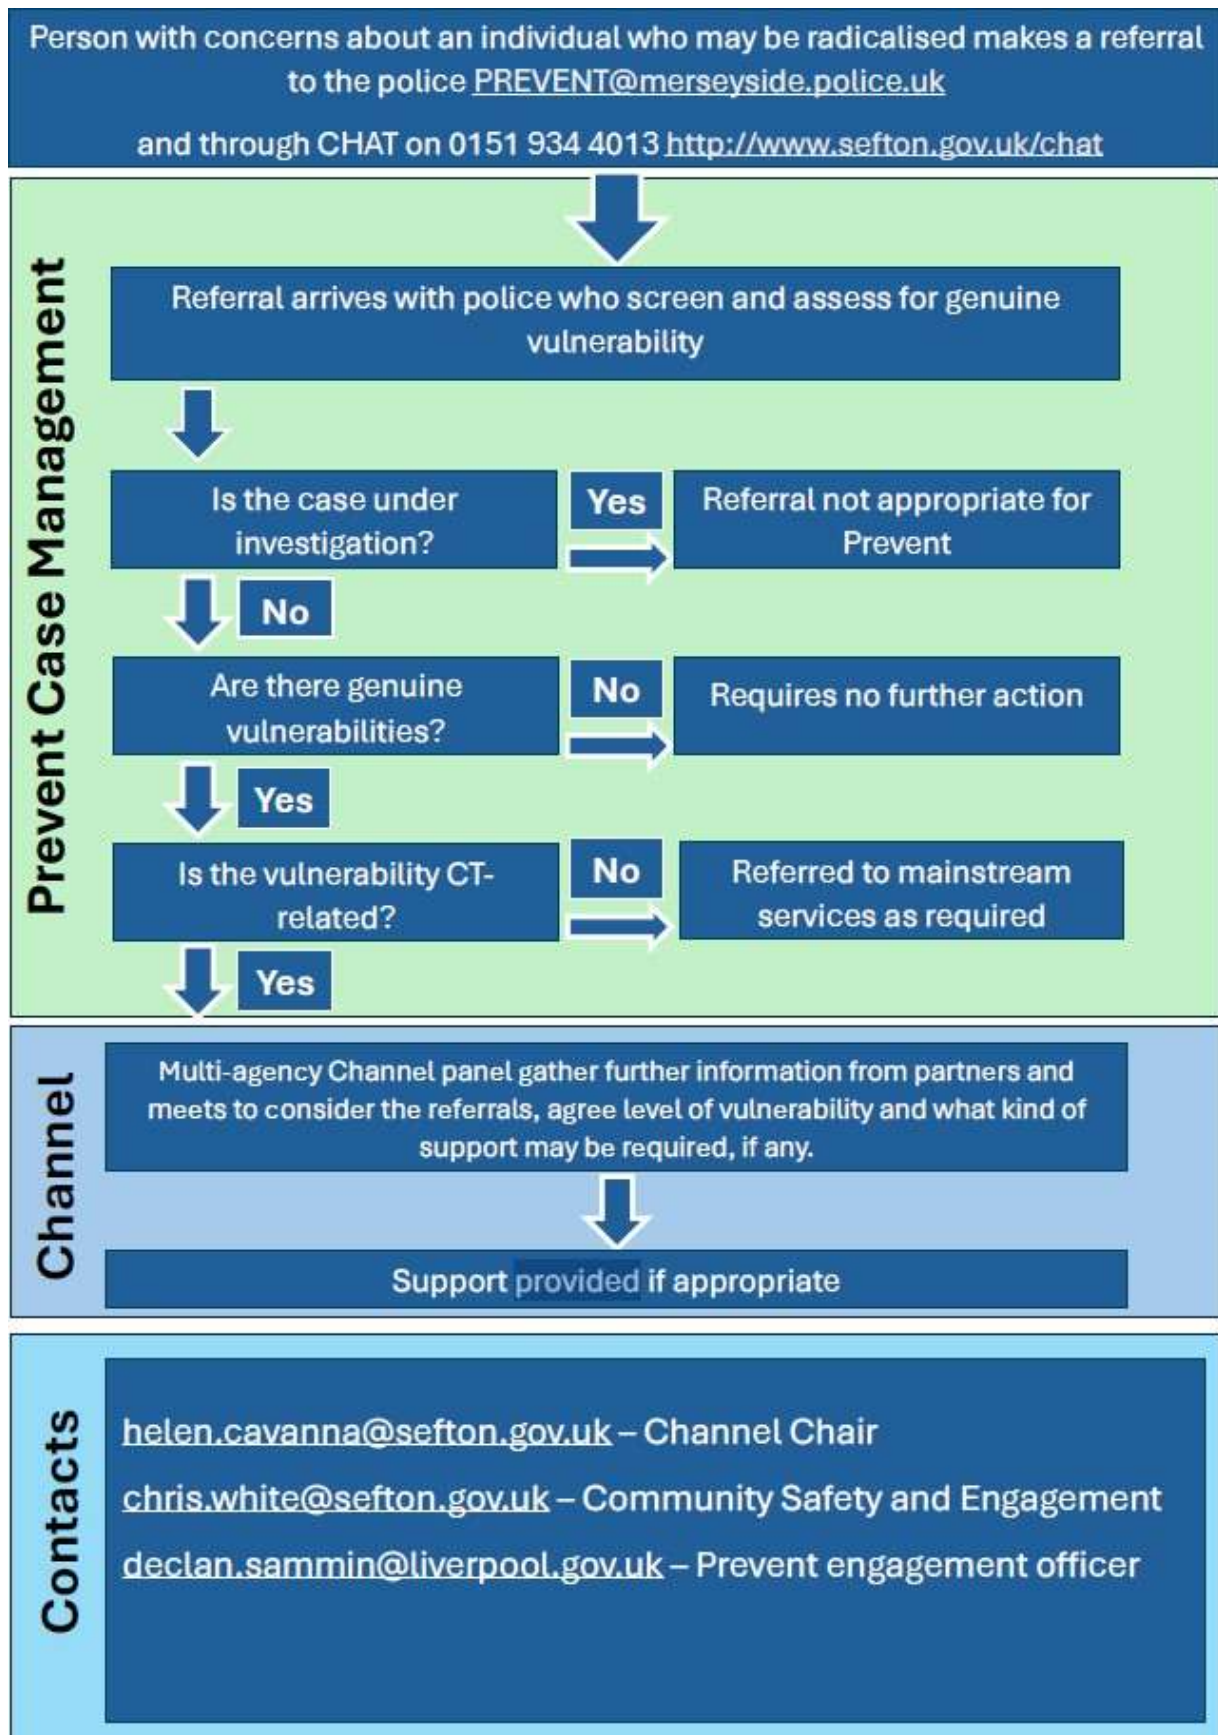 Person with concerns about an individual who may be radicalised makes a referral
to the police PREVENT@merseyside.police.uk
and through CHAT on 0151 934 4013 http://www.sefton.gov.uk/chat
Prevent Case Management
Referral arrives with police who screen and assess for genuine
vulnerability
Is the case under
investigation?
Yes
Referral not appropriate for
Prevent
No
Are there genuine
vulnerabilities?
No
Requires no further action
Yes
Is the vulnerability CT-
related?
No
Referred to mainstream
services as required
Yes
Channel
Multi-agency Channel panel gather further information from partners and
meets to consider the referrals, agree level of vulnerability and what kind of
support may be required, if any.
Support provided if appropriate
Contacts
helen.cavanna@sefton.gov.uk – Channel Chair
chris.white@sefton.gov.uk – Community Safety and Engagement
declan.sammin@liverpool.gov.uk – Prevent engagement officer